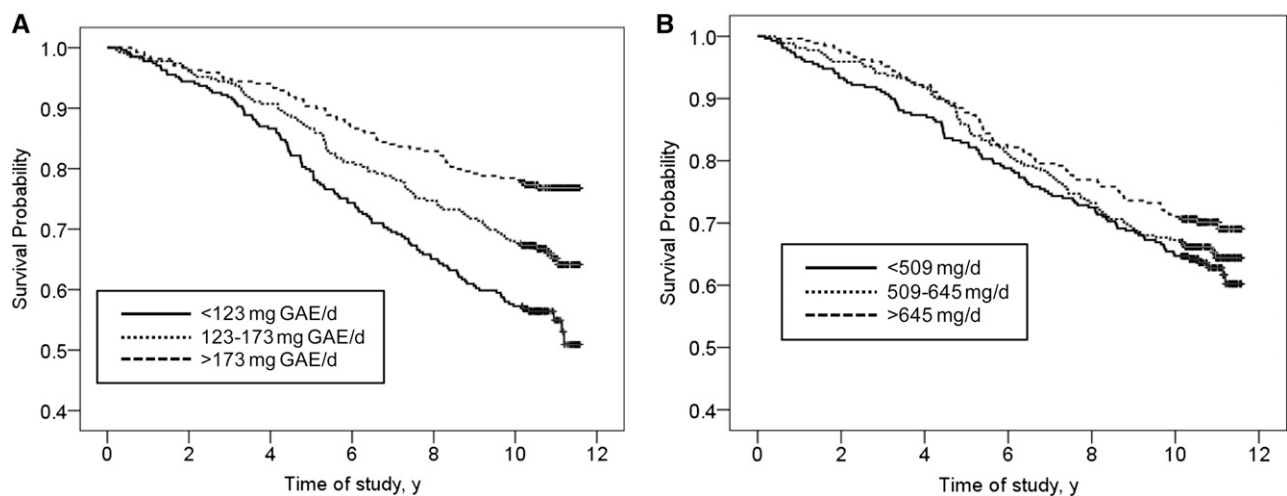 A
Survival Probability
1.0
0.9
0.8
0.7
0.6
0.5
0.4
<123 mg GAE/d
123-173 mg GAE/d
>173 mg GAE/d
0 2 4 6 8 10 12
Time of study, y
B
Survival Probability
1.0
0.9
0.8
0.7
0.6
0.5
0.4
<509 mg/d
509-645 mg/d
>645 mg/d
0 2 4 6 8 10 12
Time of study, y